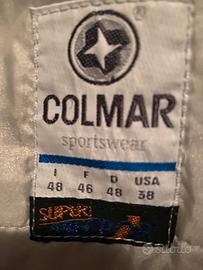 COLMAR
sportswear
I F D USA
48 46 48 38
SUPER